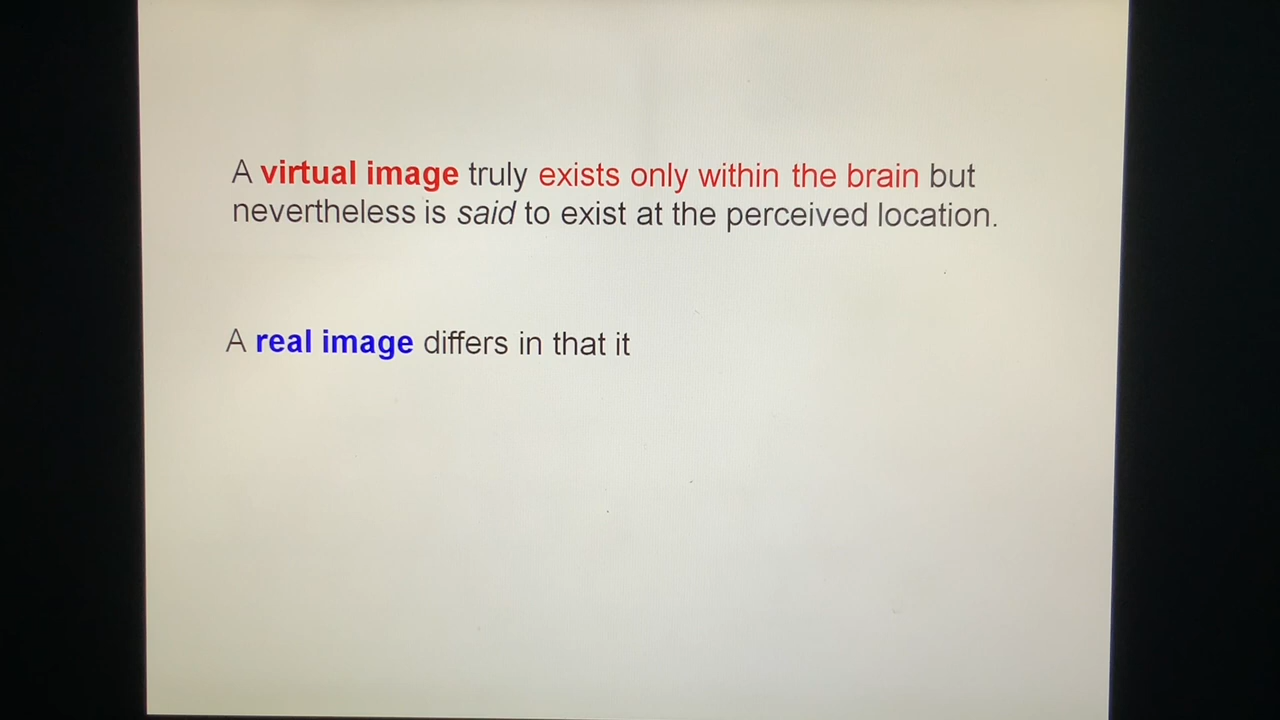 A virtual image truly exists only within the brain but
nevertheless is said to exist at the perceived location.
A real image differs in that it